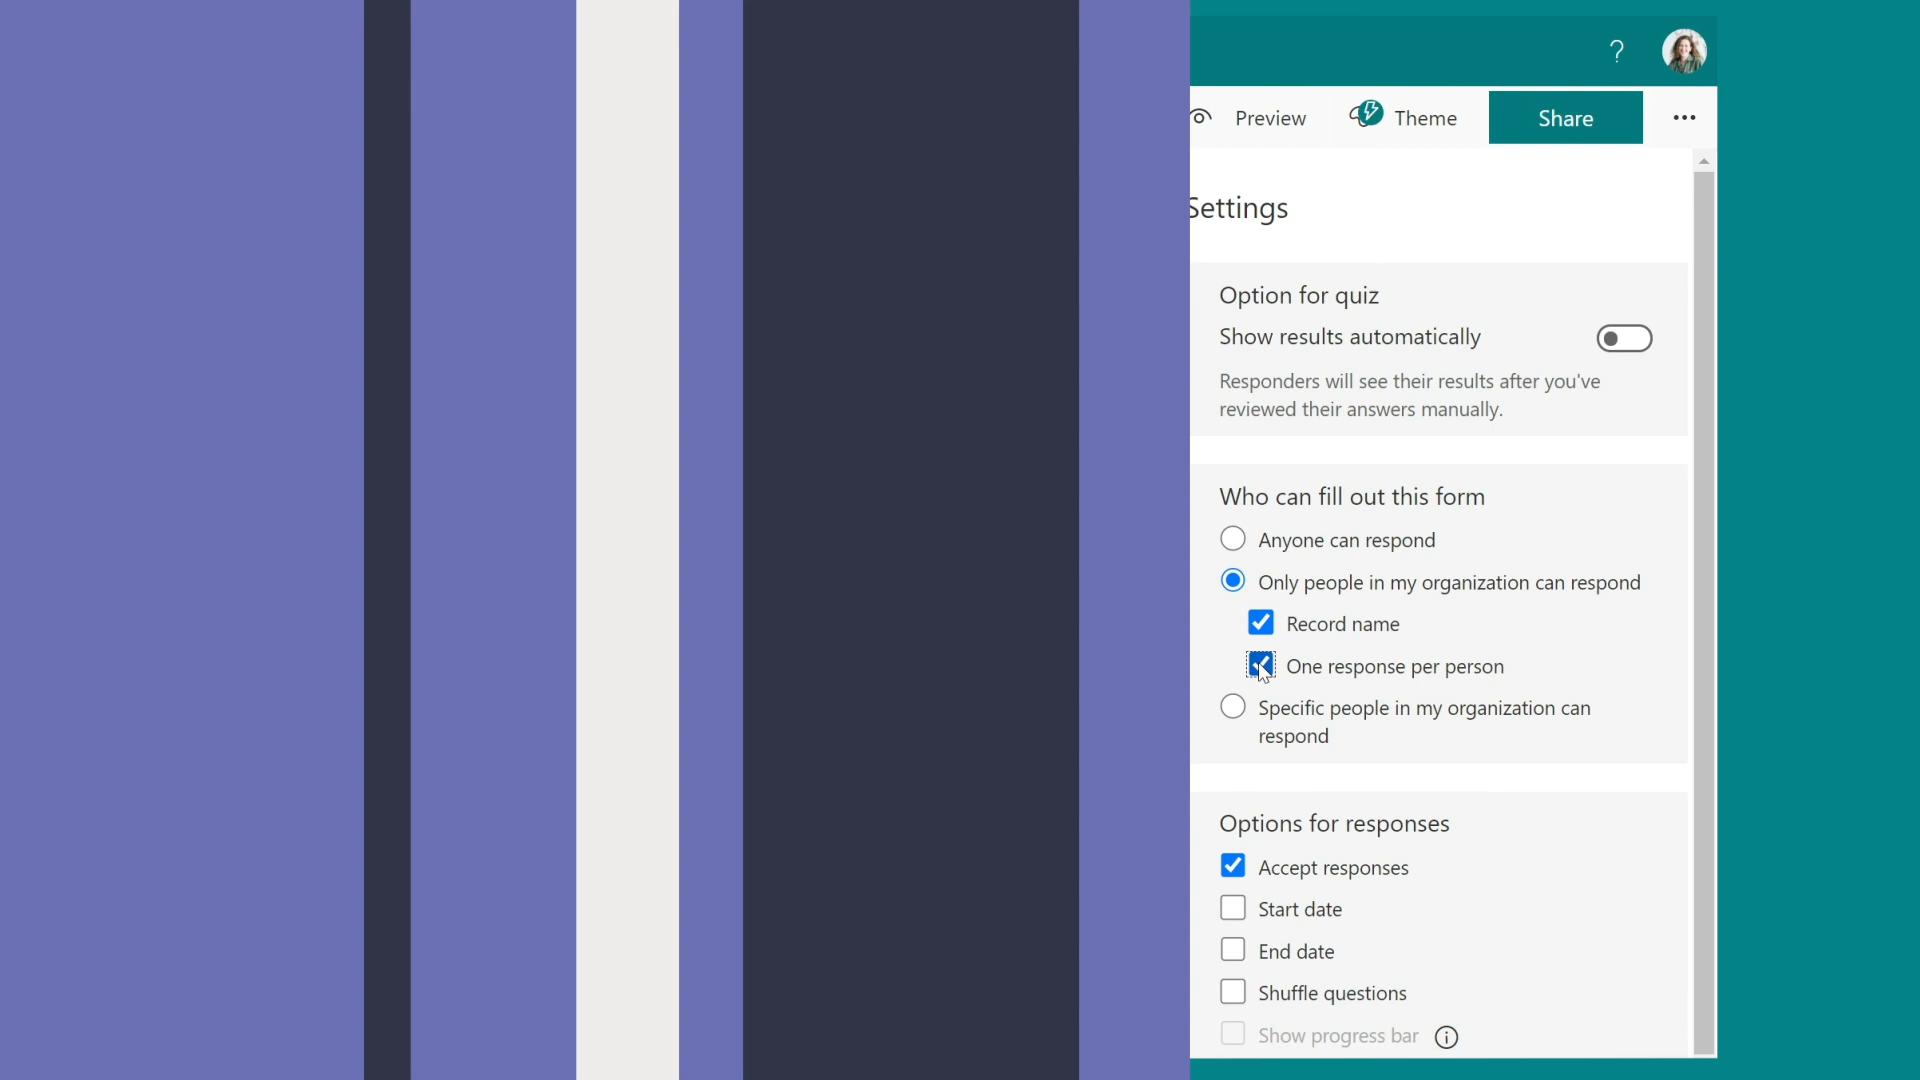 ?
Preview
Theme
Share
Settings
Option for quiz
Show results automatically
Responders will see their results after you've
reviewed their answers manually.
Who can fill out this form
Anyone can respond
Only people in my organization can respond
Record name
One response per person
Specific people in my organization can
respond
Options for responses
Accept responses
Start date
End date
Shuffle questions
Show progress bar